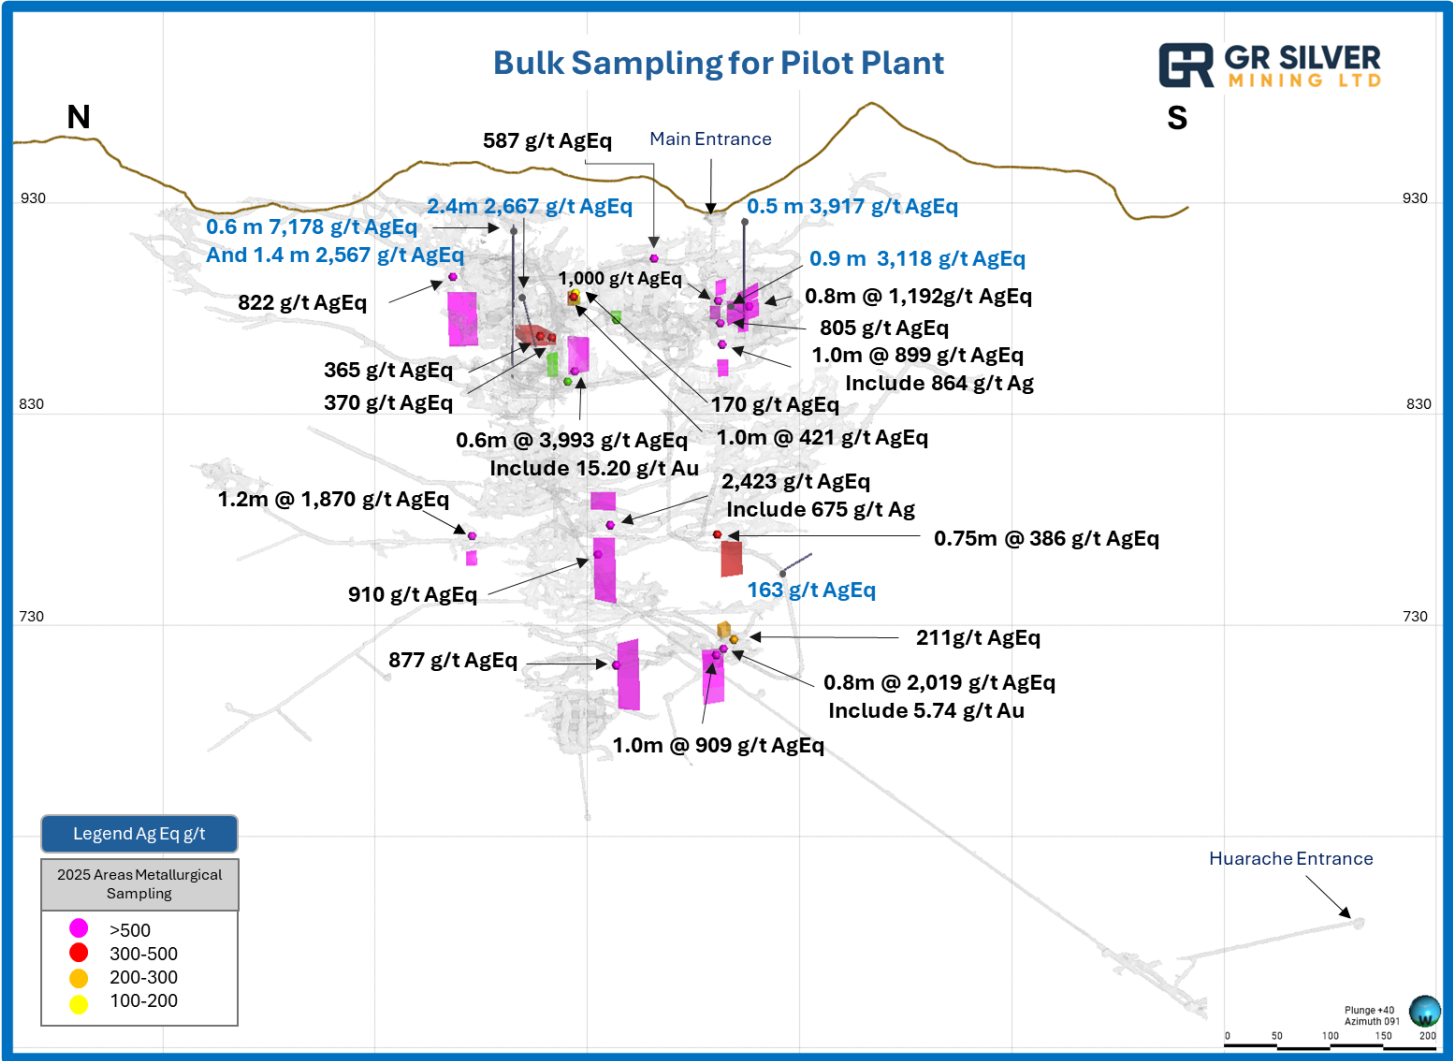 Bulk Sampling for Pilot Plant
GR SILVER
MINING LTD
N
S
587 g/t AgEq
Main Entrance
930
930
2.4m 2,667 g/t AgEq
0.5 m 3,917 g/t AgEq
0.6 m 7,178 g/t AgEq
And 1.4 m 2,567 g/t AgEq
0.9 m  3,118 g/t AgEq
1,000 g/t AgEq
822 g/t AgEq
0.8m @ 1,192g/t AgEq
805 g/t AgEq
1.0m @ 899 g/t AgEq
Include 864 g/t Ag
365 g/t AgEq
370 g/t AgEq
170 g/t AgEq
830
830
1.0m @ 421 g/t AgEq
0.6m @ 3,993 g/t AgEq
Include 15.20 g/t Au
2,423 g/t AgEq
Include 675 g/t Ag
1.2m @ 1,870 g/t AgEq
0.75m @ 386 g/t AgEq
910 g/t AgEq
163 g/t AgEq
730
730
211g/t AgEq
877 g/t AgEq
0.8m @ 2,019 g/t AgEq
Include 5.74 g/t Au
1.0m @ 909 g/t AgEq
Legend Ag Eq g/t
2025 Areas Metallurgical
Sampling
>500
300-500
200-300
100-200
Huarache Entrance
Plunge +40
Azimuth 091
W
0 50 100 150 200